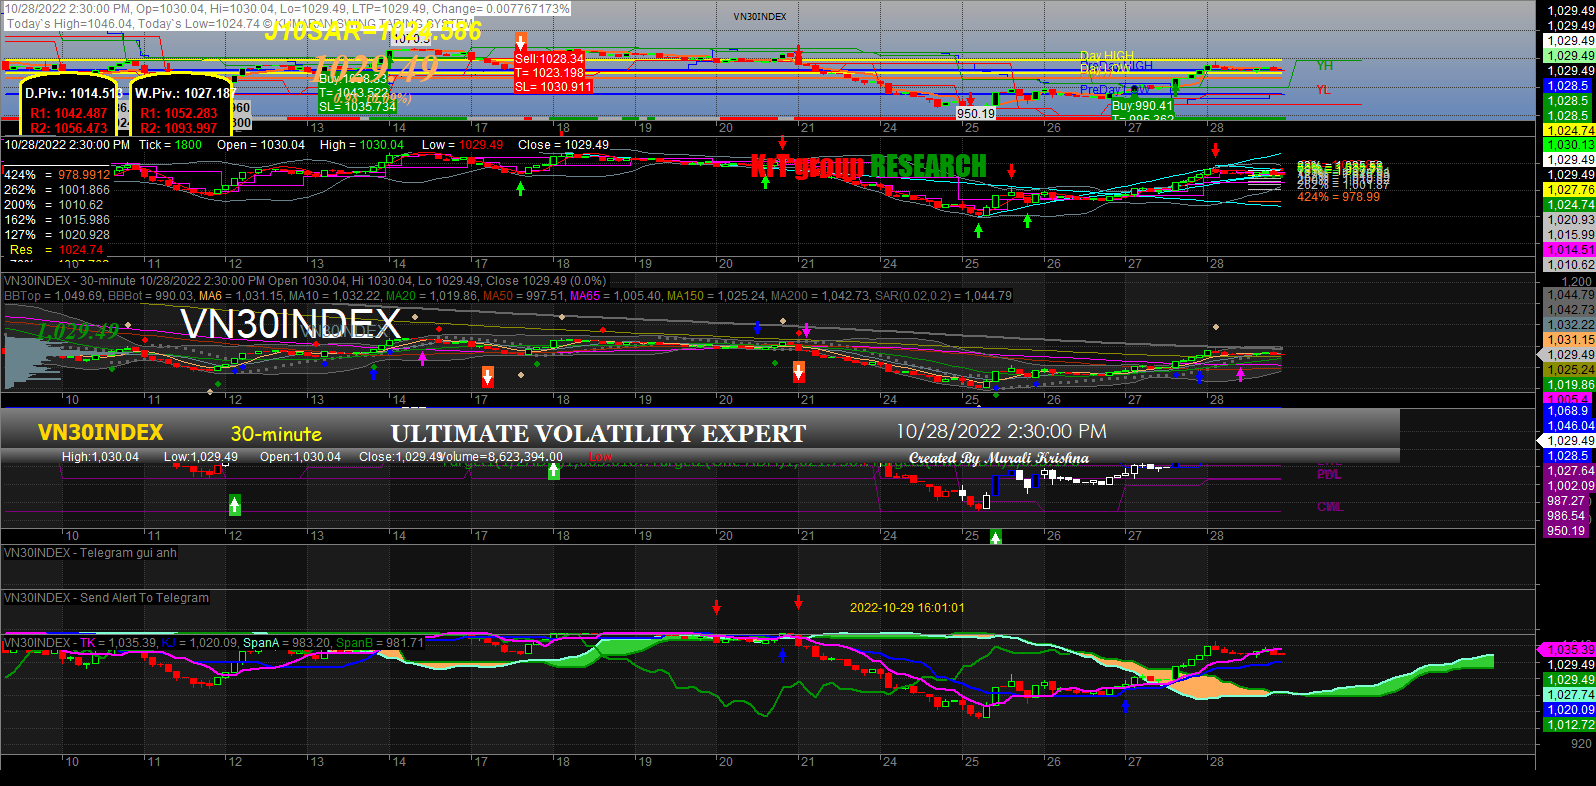 10/28/2022 2:30:00 PM, Op=1030.04, Hi=1030.04, Lo=1029.49, LTP=1029.49, Change= 0.007767173%
Today`s High=1046.04, Today`s Low=1024.74 © KUMARAN SWING TADING SYSTEM
VN30INDEX
J10SAR=1024.586
1029.49
Sell:1028.34
T= 1023.198
SL= 1030.911
T= 1043.522
SL= 1035.734
Day HIGH
PreDay LOW
YH
YL
Buy:990.41
950.19
D.Piv.: 1014.513
R1: 1042.487
R2: 1056.473
W.Piv.: 1027.187
R1: 1052.283
R2: 1093.997
13 14 17 18 19 20 21 24 25 26 27 28
10/28/2022 2:30:00 PM Tick = 1800 Open = 1030.04 High = 1030.04 Low = 1029.49 Close = 1029.49
KiT group RESEARCH
424% = 978.9912
262% = 1001.866
200% = 1010.62
162% = 1015.986
127% = 1020.928
Res = 1024.74
262% = 1001.87
424% = 978.99
10 11 12 13 14 17 18 19 20 21 24 25 26 27 28
VN30INDEX - 30-minute 10/28/2022 2:30:00 PM Open 1030.04, Hi 1030.04, Lo 1029.49, Close 1029.49 (0.0%)
BBTop = 1,049.69, BBBot = 990.03, MA6 = 1,031.15, MA10 = 1,032.22, MA20 = 1,019.86, MA50 = 997.51, MA65 = 1,005.40, MA150 = 1,025.24, MA200 = 1,042.73, SAR(0.02,0.2) = 1,044.79
1,029.49
VN30INDEX
VN30INDEX
10 11 12 13 14 17 18 19 20 21 24 25 26 27 28
VN30INDEX 30-minute ULTIMATE VOLATILITY EXPERT 10/28/2022 2:30:00 PM
High:1,030.04 Low:1,029.49 Open:1,030.04 Close:1,029.49 Volume=8,623,394.00 Low Created By Murali Krishna
PDL
CWL
10 11 12 13 14 17 18 19 20 21 24 25 26 27 28
VN30INDEX - Telegram gui anh
VN30INDEX - Send Alert To Telegram
2022-10-29 16:01:01
VN30INDEX - TK = 1,035.39, KJ = 1,020.09, SpanA = 983.20, SpanB = 981.71
10 11 12 13 14 17 18 19 20 21 24 25 26 27 28
1,029.49
1,029.49
1,029.49
1,029.49
1,029.49
1,028.5
1,028.5
1,028.5
1,024.74
1,030.13
1,029.49
1,029.49
1,027.76
1,024.74
1,020.93
1,015.99
1,014.51
1,010.62
1,200
1,044.79
1,042.73
1,032.22
1,031.15
1,029.49
1,025.24
1,019.86
1,005.4
1,068.9
1,046.04
1,029.49
1,028.5
1,027.64
1,002.09
987.27
986.54
950.19
1,035.39
1,029.49
1,029.49
1,027.74
1,020.09
1,012.72
920